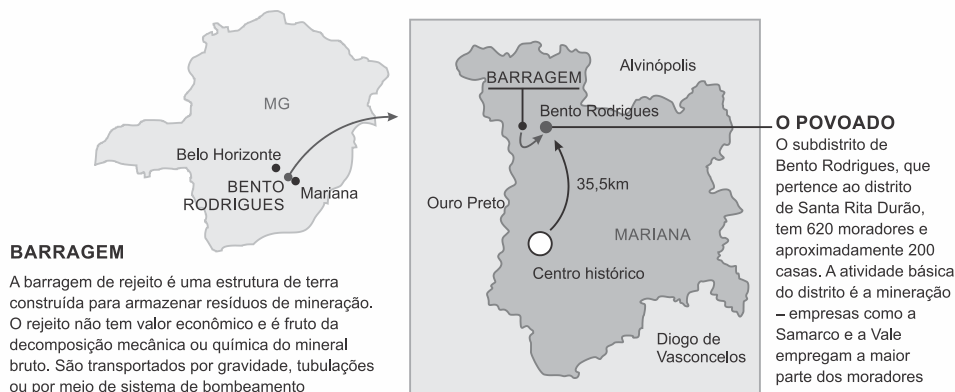 MG
Belo Horizonte
BENTO
RODRIGUES
Mariana
BARRAGEM
A barragem de rejeito é uma estrutura de terra
construída para armazenar resíduos de mineração.
O rejeito não tem valor econômico e é fruto da
decomposição mecânica ou química do mineral
bruto. São transportados por gravidade, tubulações
ou por meio de sistema de bombeamento
BARRAGEM
Alvinópolis
Bento Rodrigues
35,5km
Ouro Preto
MARIANA
Centro histórico
Diogo de
Vasconcelos
O POVOADO
O subdistrito de
Bento Rodrigues, que
pertence ao distrito
de Santa Rita Durão,
tem 620 moradores e
aproximadamente 200
casas. A atividade básica
do distrito é a mineração
– empresas como a
Samarco e a Vale
empregam a maior
parte dos moradores